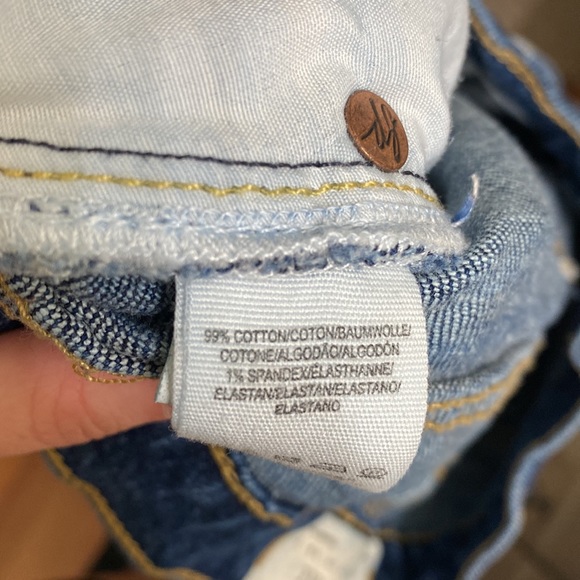 99% COTTON/COTON/BAUMWOLLE/
COTONE/ALGODÃO/ALGODÓN
1% SPANDEX/ÉLASTHANNE/
ELASTAN/ELASTAN/ELASTANO/
ELASTANO